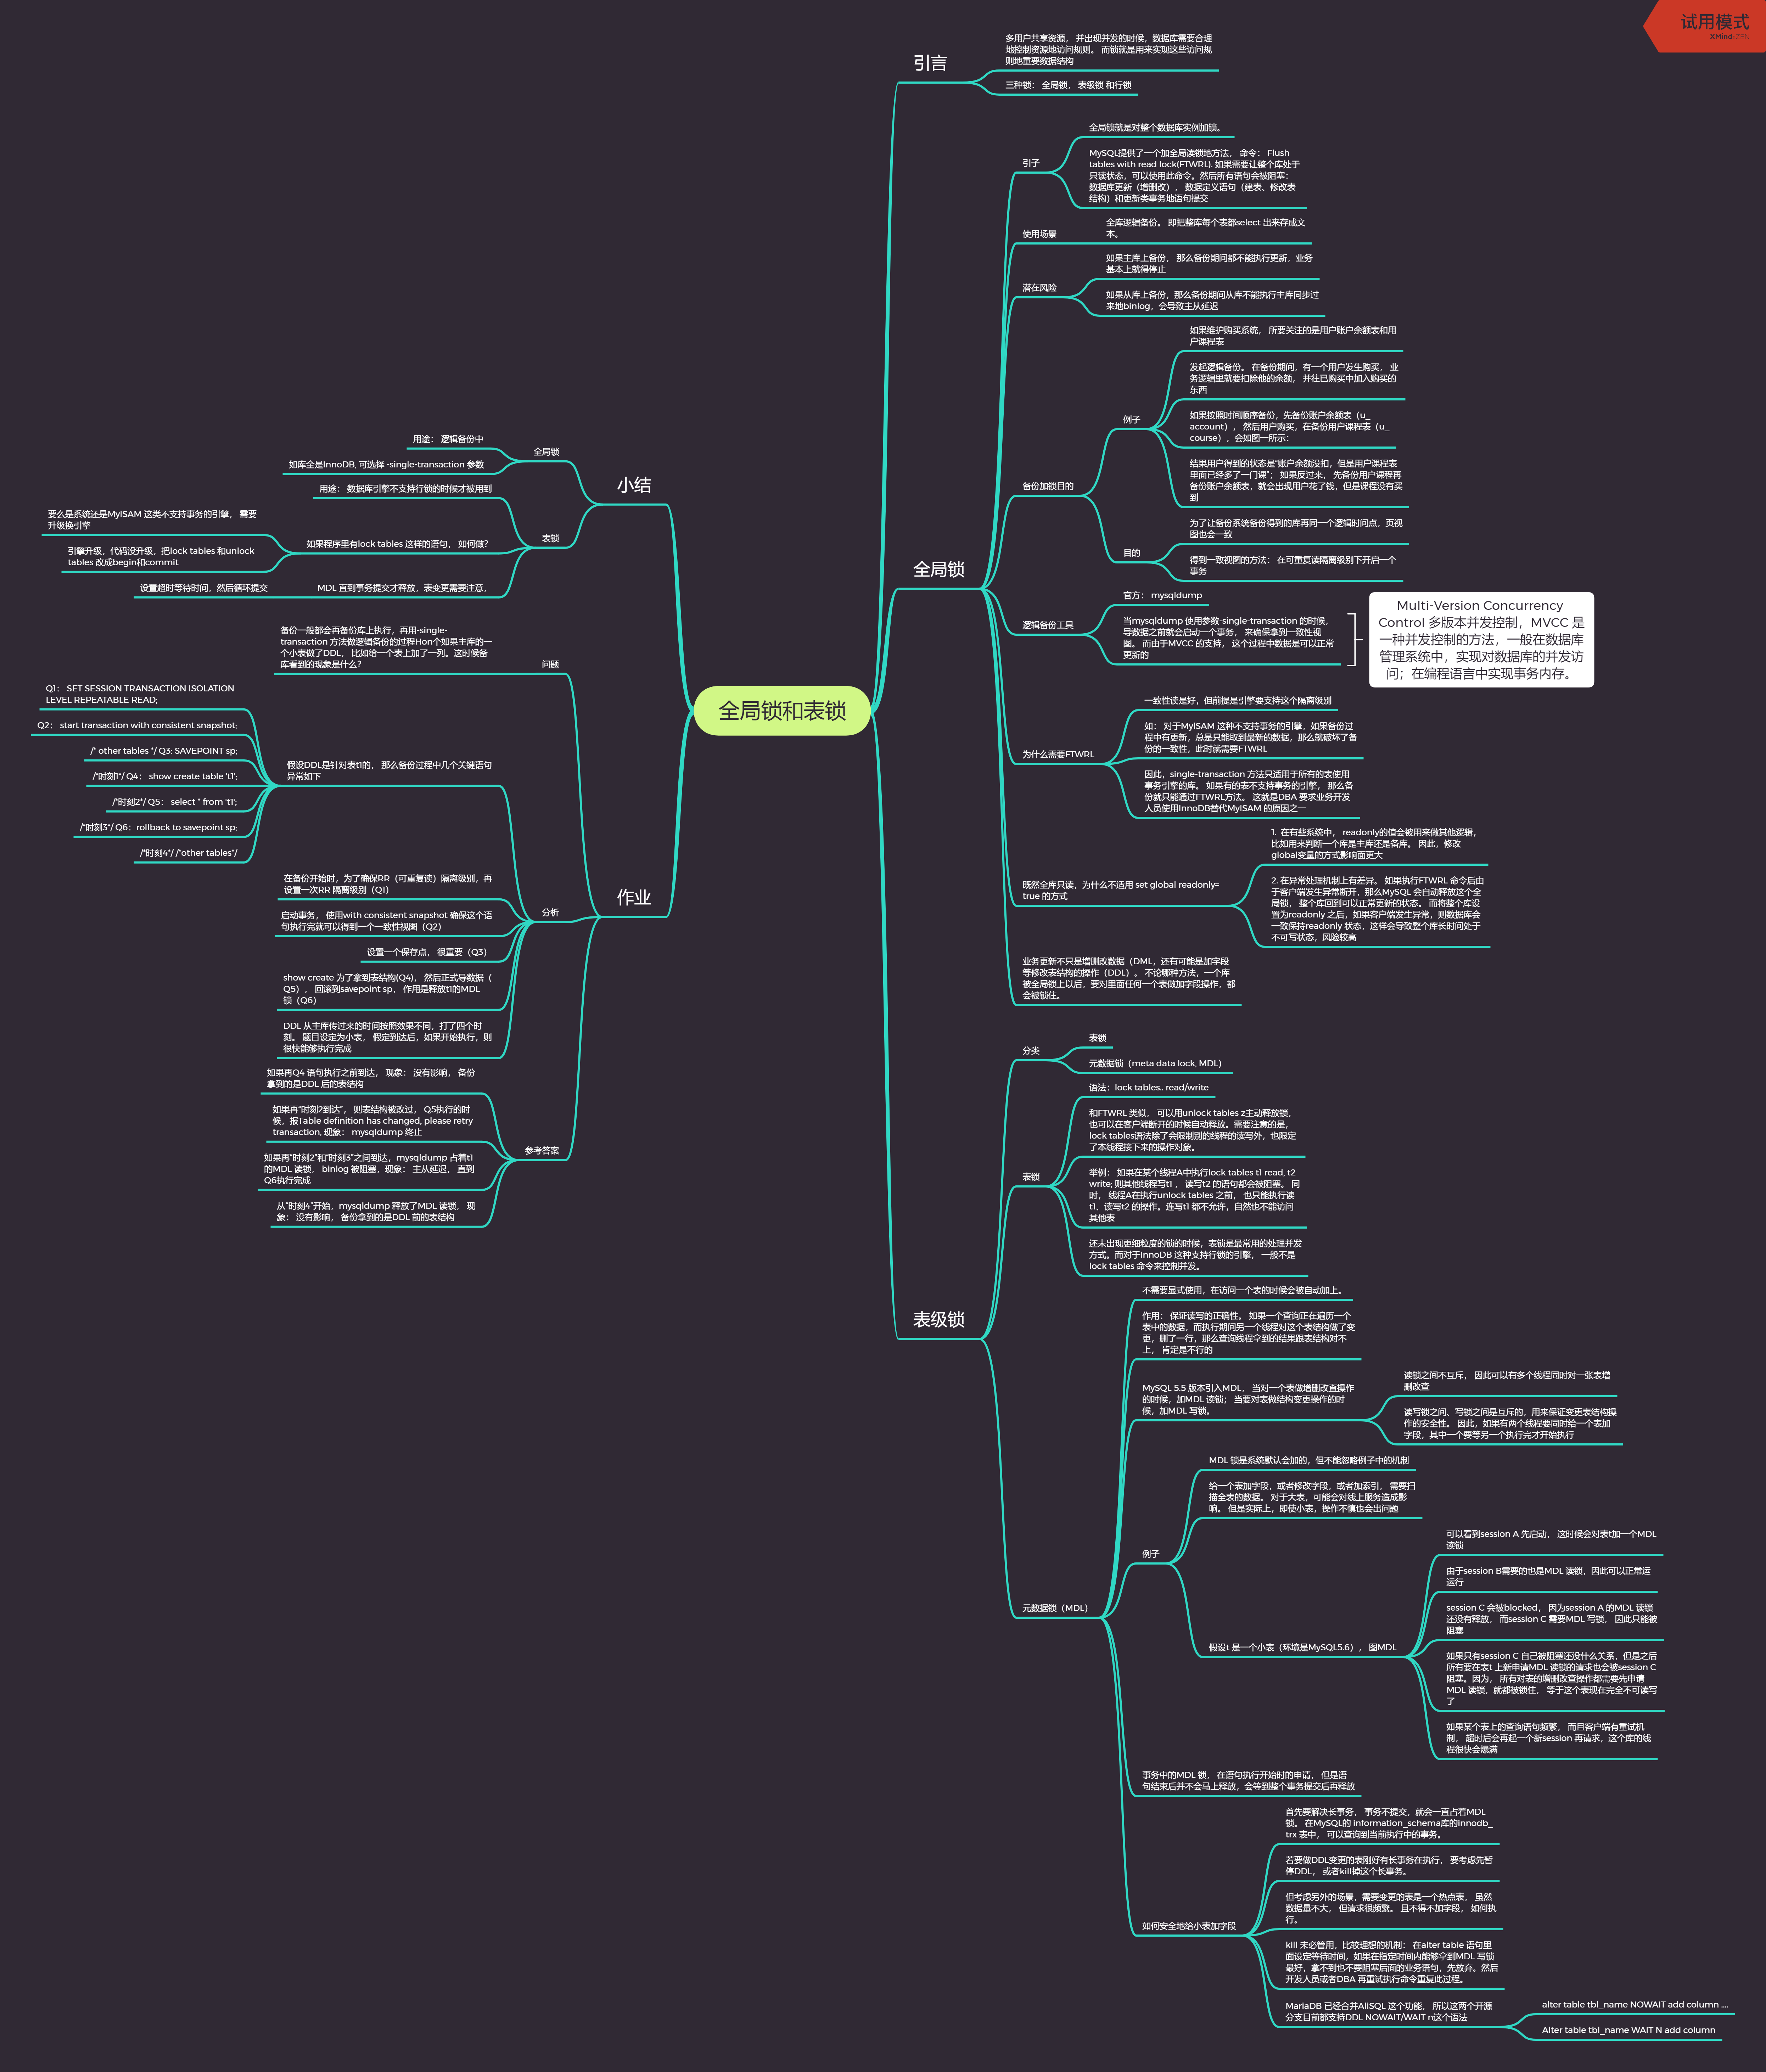 试用模式
XMind:ZEN
全局锁和表锁
引言
多用户共享资源， 并出现并发的时候，数据库需要合理
地控制资源地访问规则。 而锁就是用来实现这些访问规
则地重要数据结构
三种锁： 全局锁， 表级锁 和行锁
全局锁
引子
全局锁就是对整个数据库实例加锁。
MySQL提供了一个加全局读锁地方法， 命令： Flush
tables with read lock(FTWRL). 如果需要让整个库处于
只读状态，可以使用此命令。然后所有语句会被阻塞：
数据库更新（增删改）， 数据定义语句（建表、修改表
结构）和更新类事务地语句提交
使用场景
全库逻辑备份。 即把整库每个表都select 出来存成文
本。
潜在风险
如果主库上备份， 那么备份期间都不能执行更新，业务
基本上就得停止
如果从库上备份，那么备份期间从库不能执行主库同步过
来地binlog，会导致主从延迟
备份加锁目的
例子
如果维护购买系统， 所要关注的是用户账户余额表和用
户课程表
发起逻辑备份。 在备份期间，有一个用户发生购买， 业
务逻辑里就要扣除他的余额， 并往已购买中加入购买的
东西
如果按照时间顺序备份，先备份账户余额表（u_
account）， 然后用户购买，在备份用户课程表（u_
course），会如图一所示：
结果用户得到的状态是“账户余额没扣，但是用户课程表
里面已经多了一门课”； 如果反过来， 先备份用户课程再
备份账户余额表，就会出现用户花了钱，但是课程没有买
到
目的
为了让备份系统备份得到的库再同一个逻辑时间点，页视
图也会一致
得到一致视图的方法： 在可重复读隔离级别下开启一个
事务
逻辑备份工具
官方： mysqldump
当mysqldump 使用参数-single-transaction 的时候，
导数据之前就会启动一个事务， 来确保拿到一致性视
图。 而由于MVCC 的支持， 这个过程中数据是可以正常
更新的
Multi-Version Concurrency
Control 多版本并发控制，MVCC 是
一种并发控制的方法，一般在数据库
管理系统中，实现对数据库的并发访
问；在编程语言中实现事务内存。
为什么需要FTWRL
一致性读是好，但前提是引擎要支持这个隔离级别
如： 对于MyISAM 这种不支持事务的引擎，如果备份过
程中有更新，总是只能取到最新的数据，那么就破坏了备
份的一致性，此时就需要FTWRL
因此，single-transaction 方法只适用于所有的表使用
事务引擎的库。 如果有的表不支持事务的引擎， 那么备
份就只能通过FTWRL方法。 这就是DBA 要求业务开发
人员使用InnoDB替代MyISAM 的原因之一
既然全库只读，为什么不适用 set global readonly=
true 的方式
1. 在有些系统中， readonly的值会被用来做其他逻辑，
比如用来判断一个库是主库还是备库。 因此，修改
global变量的方式影响面更大
2. 在异常处理机制上有差异。 如果执行FTWRL 命令后由
于客户端发生异常断开，那么MySQL 会自动释放这个全
局锁， 整个库回到可以正常更新的状态。 而将整个库设
置为readonly 之后，如果客户端发生异常，则数据库会
一致保持readonly 状态，这样会导致整个库长时间处于
不可写状态，风险较高
业务更新不只是增删改数据（DML，还有可能是加字段
等修改表结构的操作（DDL）。 不论哪种方法，一个库
被全局锁上以后，要对里面任何一个表做加字段操作，都
会被锁住。
表级锁
分类
表锁
元数据锁（meta data lock, MDL）
表锁
语法：lock tables.. read/write
和FTWRL 类似， 可以用unlock tables z主动释放锁，
也可以在客户端断开的时候自动释放。需要注意的是，
lock tables语法除了会限制别的线程的读写外，也限定
了本线程接下来的操作对象。
举例： 如果在某个线程A中执行lock tables t1 read, t2
write; 则其他线程写t1 ， 读写t2 的语句都会被阻塞。 同
时， 线程A在执行unlock tables 之前， 也只能执行读
t1、读写t2 的操作。连写t1 都不允许，自然也不能访问
其他表
还未出现更细粒度的锁的时候，表锁是最常用的处理并发
方式。而对于InnoDB 这种支持行锁的引擎， 一般不是
lock tables 命令来控制并发。
元数据锁（MDL）
不需要显式使用，在访问一个表的时候会被自动加上。
作用： 保证读写的正确性。 如果一个查询正在遍历一个
表中的数据，而执行期间另一个线程对这个表结构做了变
更，删了一行，那么查询线程拿到的结果跟表结构对不
上， 肯定是不行的
MySQL 5.5 版本引入MDL， 当对一个表做增删改查操作
的时候，加MDL 读锁； 当要对表做结构变更操作的时
候，加MDL 写锁。
读锁之间不互斥， 因此可以有多个线程同时对一张表增
删改查
读写锁之间、写锁之间是互斥的，用来保证变更表结构操
作的安全性。 因此，如果有两个线程要同时给一个表加
字段，其中一个要等另一个执行完才开始执行
例子
MDL 锁是系统默认会加的，但不能忽略例子中的机制
给一个表加字段，或者修改字段，或者加索引， 需要扫
描全表的数据。 对于大表，可能会对线上服务造成影
响。 但是实际上，即使小表，操作不慎也会出问题
假设t 是一个小表（环境是MySQL5.6）， 图MDL
可以看到session A 先启动， 这时候会对表t加一个MDL
读锁
由于session B需要的也是MDL 读锁，因此可以正常运
运行
session C 会被blocked， 因为session A 的MDL 读锁
还没有释放， 而session C 需要MDL 写锁， 因此只能被
阻塞
如果只有session C 自己被阻塞还没什么关系，但是之后
所有要在表t 上新申请MDL 读锁的请求也会被session C
阻塞。因为， 所有对表的增删改查操作都需要先申请
MDL 读锁，就都被锁住， 等于这个表现在完全不可读写
了
如果某个表上的查询语句频繁， 而且客户端有重试机
制， 超时后会再起一个新session 再请求，这个库的线
程很快会爆满
事务中的MDL 锁， 在语句执行开始时的申请， 但是语
句结束后并不会马上释放，会等到整个事务提交后再释放
如何安全地给小表加字段
首先要解决长事务， 事务不提交，就会一直占着MDL
锁。 在MySQL的 information_schema库的innodb_
trx 表中， 可以查询到当前执行中的事务。
若要做DDL变更的表刚好有长事务在执行， 要考虑先暂
停DDL， 或者kill掉这个长事务。
但考虑另外的场景，需要变更的表是一个热点表， 虽然
数据量不大， 但请求很频繁。 且不得不加字段， 如何执
行。
kill 未必管用，比较理想的机制： 在alter table 语句里
面设定等待时间，如果在指定时间内能够拿到MDL 写锁
最好，拿不到也不要阻塞后面的业务语句，先放弃。然后
开发人员或者DBA 再重试执行命令重复此过程。
MariaDB 已经合并AliSQL 这个功能， 所以这两个开源
分支目前都支持DDL NOWAIT/WAIT n这个语法
alter table tbl_name NOWAIT add column ....
Alter table tbl_name WAIT N add column
小结
全局锁
用途： 逻辑备份中
如库全是InnoDB, 可选择 -single-transaction 参数
表锁
用途： 数据库引擎不支持行锁的时候才被用到
如果程序里有lock tables 这样的语句， 如何做？
要么是系统还是MyISAM 这类不支持事务的引擎， 需要
升级换引擎
引擎升级，代码没升级，把lock tables 和unlock
tables 改成begin和commit
MDL 直到事务提交才释放，表变更需要注意，
设置超时等待时间，然后循环提交
作业
问题
备份一般都会再备份库上执行，再用-single-
transaction 方法做逻辑备份的过程Hon个如果主库的一
个小表做了DDL， 比如给一个表上加了一列。这时候备
库看到的现象是什么？
分析
假设DDL是针对表t1的， 那么备份过程中几个关键语句
异常如下
Q1： SET SESSION TRANSACTION ISOLATION
LEVEL REPEATABLE READ;
Q2： start transaction with consistent snapshot;
/* other tables */ Q3: SAVEPOINT sp;
/*时刻1*/ Q4： show create table 't1';
/*时刻2*/ Q5： select * from 't1';
/*时刻3*/ Q6：rollback to savepoint sp;
/*时刻4*/ /*other tables*/
在备份开始时，为了确保RR（可重复读）隔离级别，再
设置一次RR 隔离级别（Q1）
启动事务， 使用with consistent snapshot 确保这个语
句执行完就可以得到一个一致性视图（Q2）
设置一个保存点， 很重要（Q3）
show create 为了拿到表结构(Q4)， 然后正式导数据（
Q5）， 回滚到savepoint sp， 作用是释放t1的MDL
锁（Q6）
DDL 从主库传过来的时间按照效果不同，打了四个时
刻。 题目设定为小表， 假定到达后，如果开始执行，则
很快能够执行完成
参考答案
如果再Q4 语句执行之前到达， 现象： 没有影响， 备份
拿到的是DDL 后的表结构
如果再“时刻2到达”， 则表结构被改过， Q5执行的时
候，报Table definition has changed, please retry
transaction, 现象： mysqldump 终止
如果再“时刻2”和“时刻3”之间到达，mysqldump 占着t1
的MDL 读锁， binlog 被阻塞，现象： 主从延迟， 直到
Q6执行完成
从“时刻4”开始，mysqldump 释放了MDL 读锁， 现
象： 没有影响， 备份拿到的是DDL 前的表结构